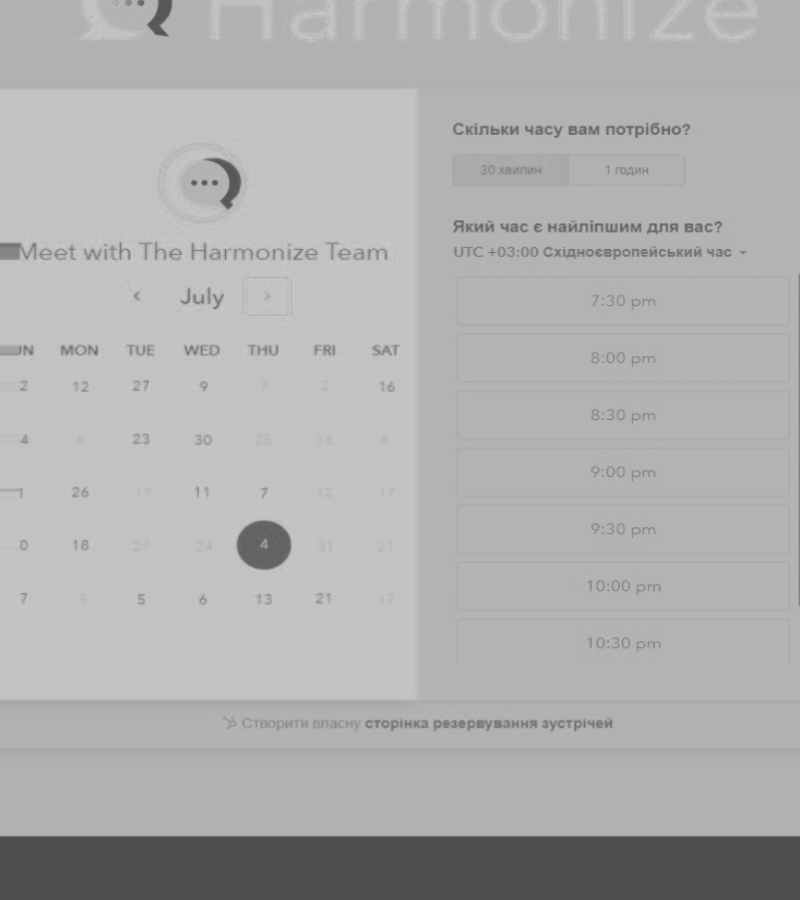 Harmonize
Meet with The Harmonize Team
July
UN MON TUE WED THU FRI SAT
2 12 27 9 7 2 16
4 6 23 30 28 18 6
1 26 17 11 7 12 17
0 18 27 24 4 31 21
7 3 5 6 13 21 17
Скільки часу вам потрібно?
30 хвилин 1 годин
Який час є найліпшим для вас?
UTC +03:00 Східноєвропейський час
7:30 pm
8:00 pm
8:30 pm
9:00 pm
9:30 pm
10:00 pm
10:30 pm
Створити власну сторінка резервування зустрічей